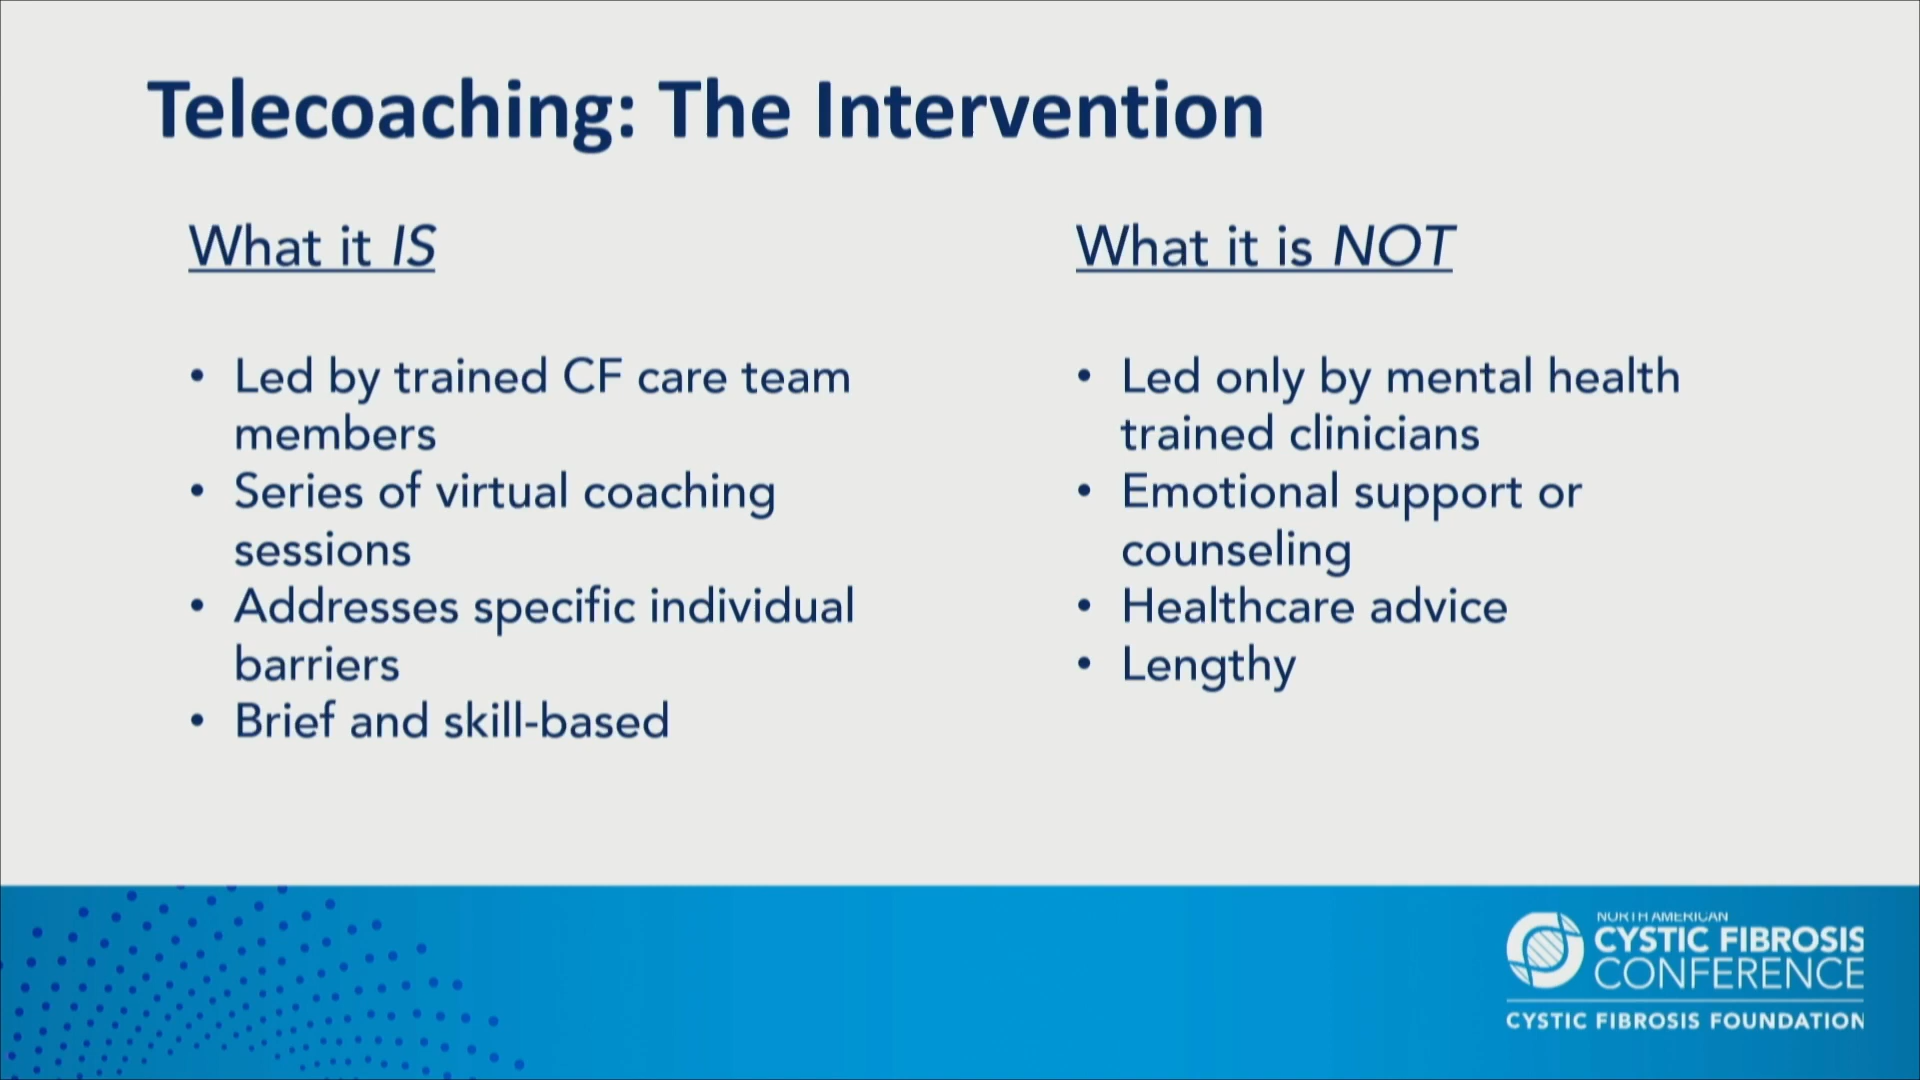 Telecoaching: The Intervention
What it IS
• Led by trained CF care team
members
• Series of virtual coaching
sessions
• Addresses specific individual
barriers
• Brief and skill-based
What it is NOT
• Led only by mental health
trained clinicians
• Emotional support or
counseling
• Healthcare advice
• Lengthy
NORTH AMERICAN
CYSTIC FIBROSIS
CONFERENCE
CYSTIC FIBROSIS FOUNDATION